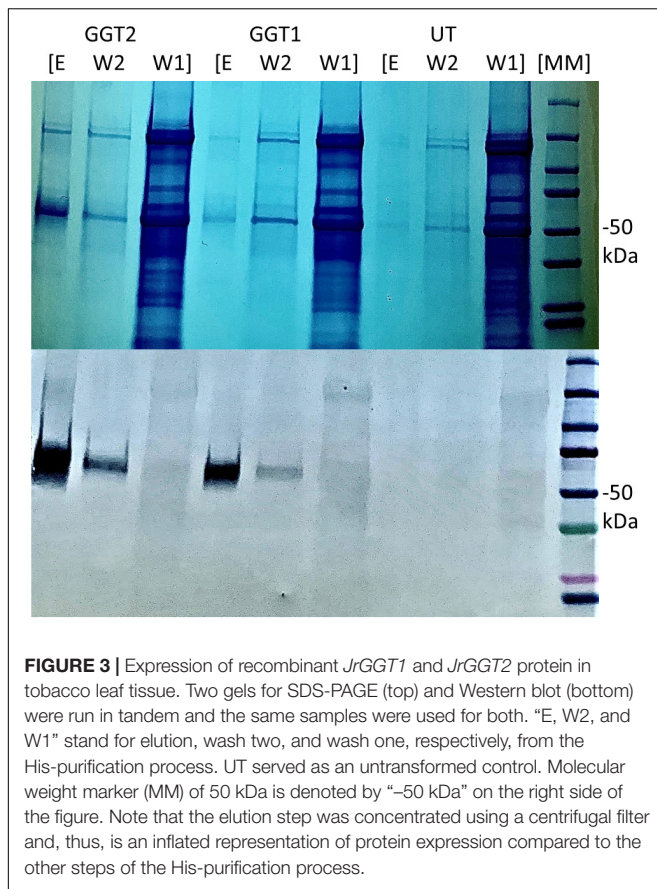 GGT2 GGT1 UT
[E W2 W1] [E W2 W1] [E W2 W1] [MM]
-50
kDa
-50
kDa
FIGURE 3 | Expression of recombinant JrGGT1 and JrGGT2 protein in
tobacco leaf tissue. Two gels for SDS-PAGE (top) and Western blot (bottom)
were run in tandem and the same samples were used for both. “E, W2, and
W1” stand for elution, wash two, and wash one, respectively, from the
His-purification process. UT served as an untransformed control. Molecular
weight marker (MM) of 50 kDa is denoted by “–50 kDa” on the right side of
the figure. Note that the elution step was concentrated using a centrifugal filter
and, thus, is an inflated representation of protein expression compared to the
other steps of the His-purification process.